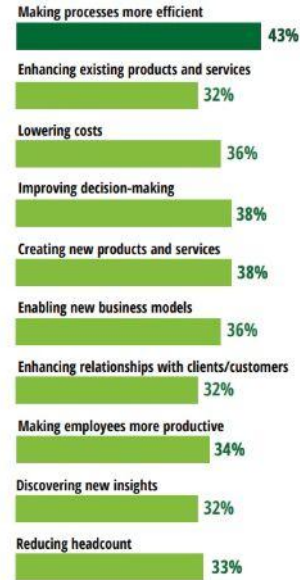 Making processes more efficient
43%
Enhancing existing products and services
32%
Lowering costs
36%
Improving decision-making
38%
Creating new products and services
38%
Enabling new business models
36%
Enhancing relationships with clients/customers
32%
Making employees more productive
34%
Discovering new insights
32%
Reducing headcount
33%